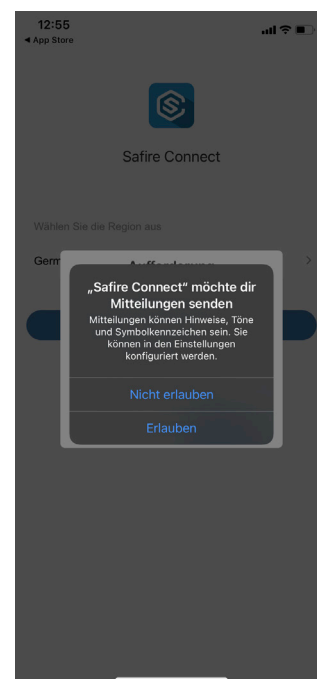 12:55
◀ App Store
Safire Connect
Wählen Sie die Region aus
Germ
„Safire Connect“ möchte dir
Mitteilungen senden
Mitteilungen können Hinweise, Töne
und Symbolkennzeichen sein. Sie
können in den Einstellungen
konfiguriert werden.
Nicht erlauben
Erlauben